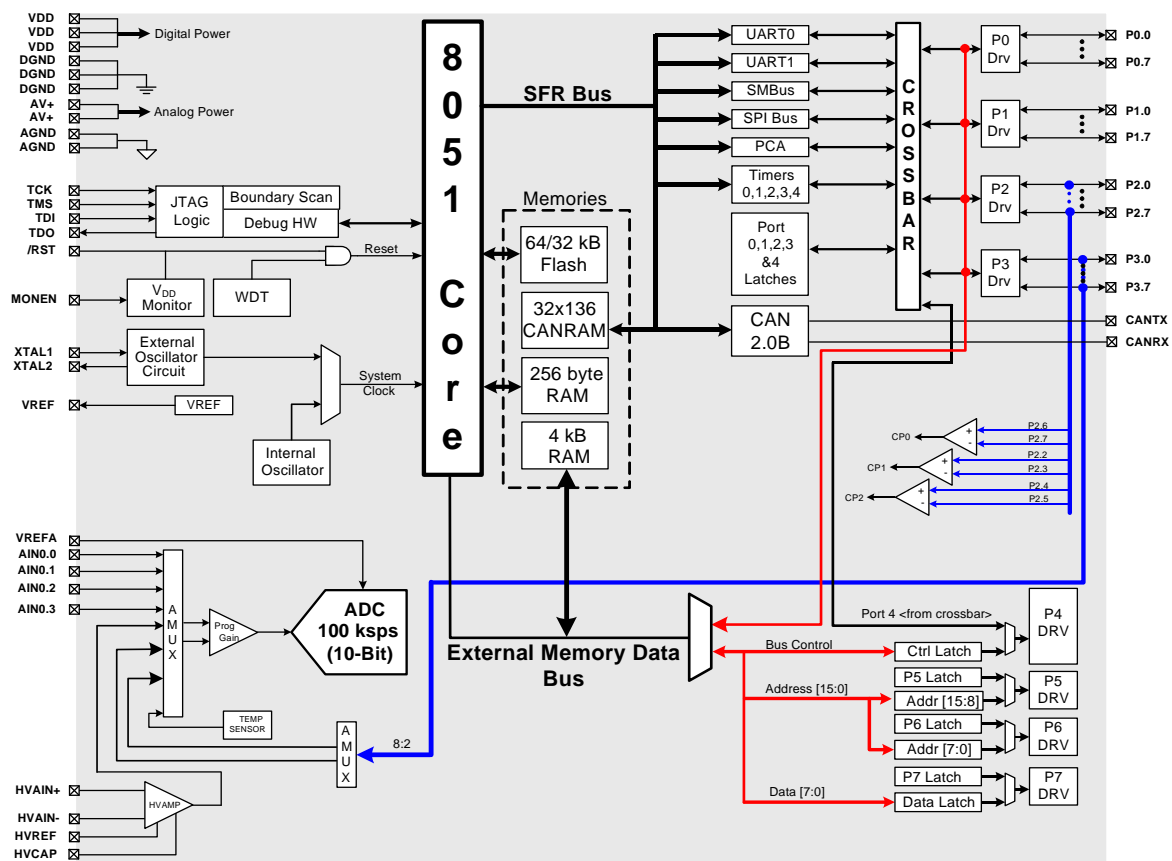 VDD
VDD
VDD
Digital Power
DGND
DGND
DGND
AV+
AV+
Analog Power
AGND
AGND
TCK
TMS
TDI
TDO
JTAG
Logic
Boundary Scan
Debug HW
/RST
Reset
MONEN
VDD
Monitor
WDT
XTAL1
XTAL2
External
Oscillator
Circuit
System
Clock
VREF
VREF
Internal
Oscillator
8
0
5
1
C
o
r
e
SFR Bus
Memories
64/32 kB
Flash
32x136
CANRAM
256 byte
RAM
4 kB
RAM
UART0
UART1
SMBus
SPI Bus
PCA
Timers
0,1,2,3,4
Port
0,1,2,3
&4
Latches
CAN
2.0B
C
R
O
S
S
B
A
R
P0
Drv
P1
Drv
P2
Drv
P3
Drv
P0.0
P0.7
P1.0
P1.7
P2.0
P2.7
P3.0
P3.7
CANTX
CANRX
CP0
+
-
P2.6
P2.7
CP1
+
-
P2.2
P2.3
CP2
+
-
P2.4
P2.5
VREFA
AIN0.0
AIN0.1
AIN0.2
AIN0.3
A
M
U
X
Prog
Gain
ADC
100 ksps
(10-Bit)
TEMP
SENSOR
A
M
U
X
8:2
HVAIN+
HVAIN-
HVREF
HVCAP
HVAMP
External Memory Data
Bus
Port 4 <from crossbar>
Bus Control
Ctrl Latch
P4
DRV
Address [15:0]
P5 Latch
Addr [15:8]
P5
DRV
P6 Latch
Addr [7:0]
P6
DRV
Data [7:0]
P7 Latch
Data Latch
P7
DRV